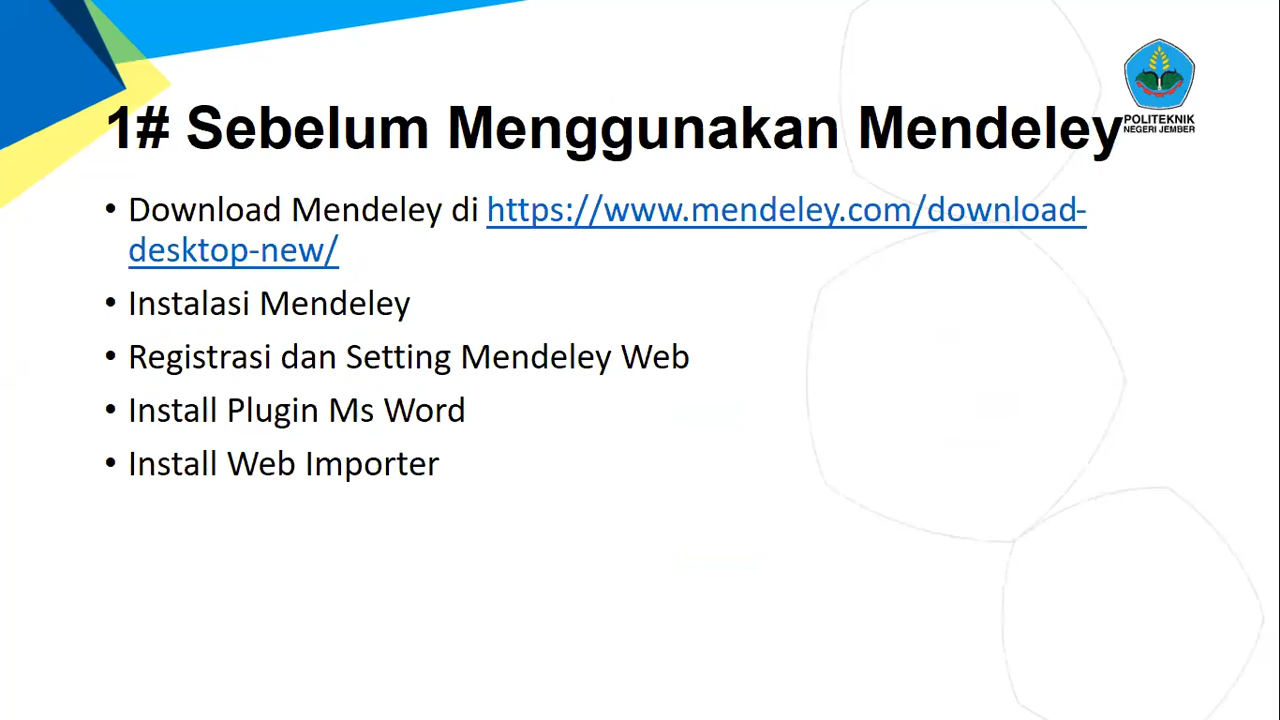 1# Sebelum Menggunakan Mendeley
POLITEKNIK
NEGERI JEMBER
• Download Mendeley di https://www.mendeley.com/download-
desktop-new/
• Instalasi Mendeley
• Registrasi dan Setting Mendeley Web
• Install Plugin Ms Word
• Install Web Importer